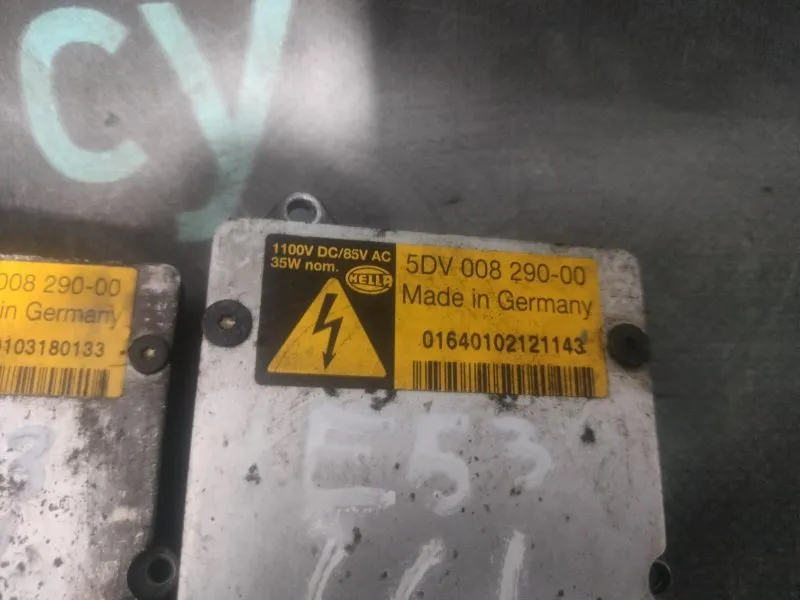 су
008 290-00
in Germany
0103180133
1100V DC/85V AC
35W nom.
HELLA
5DV 008 290-00
Made in Germany
01640102121143
E53